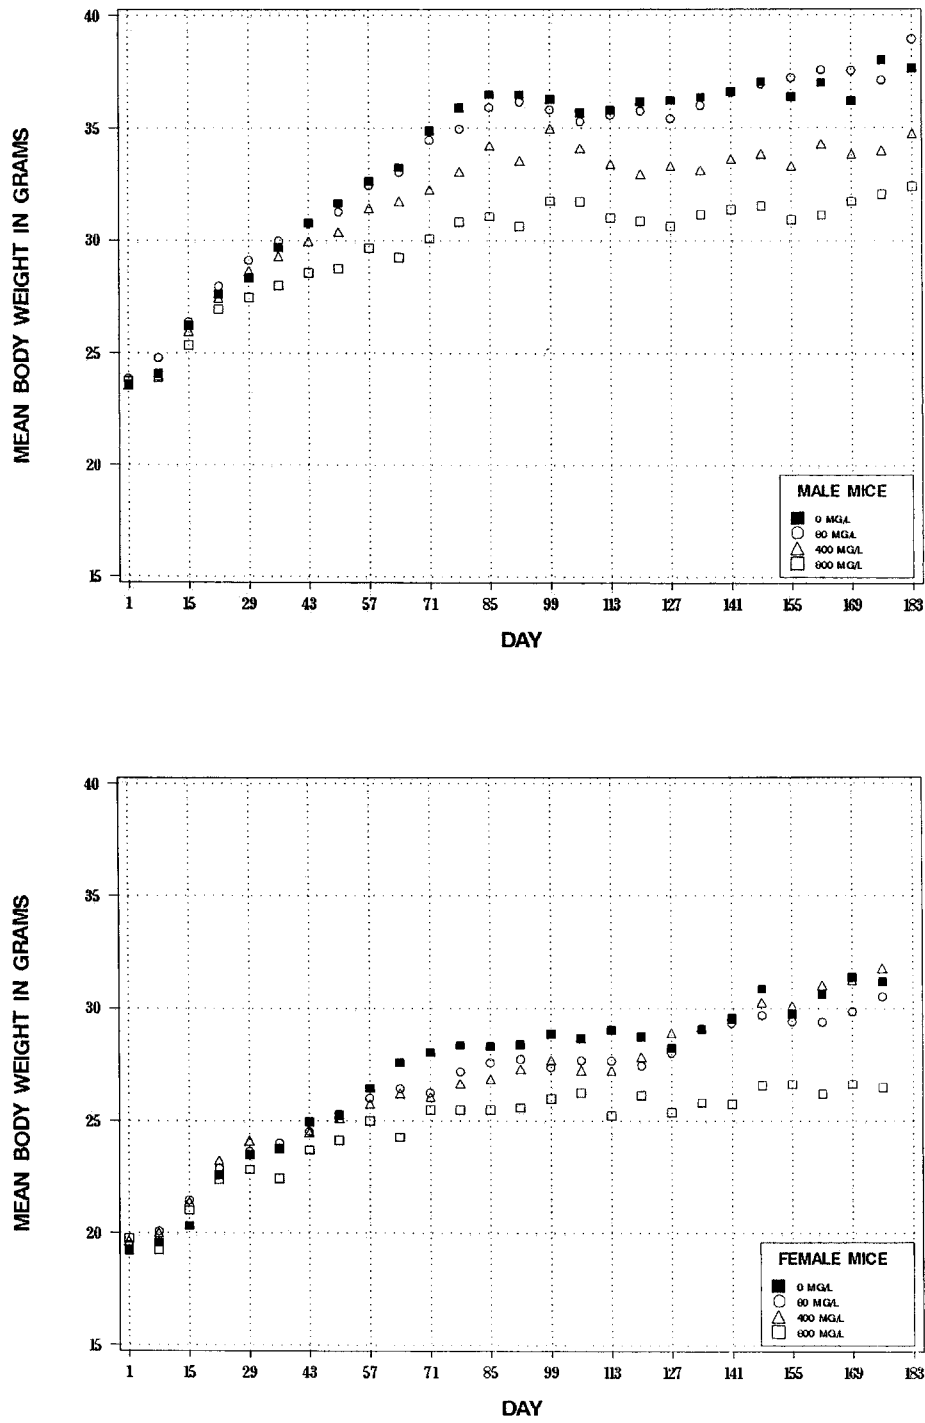 40
35
30
25
20
15
MEAN BODY WEIGHT IN GRAMS
MALE MICE
0 MG/L
80 MG/L
400 MG/L
800 MG/L
1 15 29 43 57 71 85 99 113 127 141 155 169 183
DAY
40
35
30
25
20
15
MEAN BODY WEIGHT IN GRAMS
FEMALE MICE
0 MG/L
80 MG/L
400 MG/L
800 MG/L
1 15 29 43 57 71 85 99 113 127 141 155 169 183
DAY